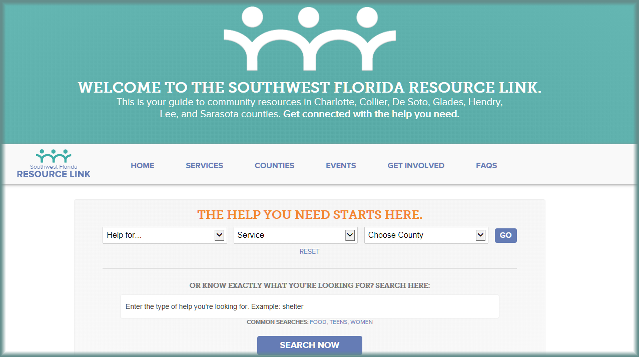 WELCOME TO THE SOUTHWEST FLORIDA RESOURCE LINK.
This is your guide to community resources in Charlotte, Collier, De Soto, Glades, Hendry,
Lee, and Sarasota counties. Get connected with the help you need.
Southwest Florida
RESOURCE LINK
HOME SERVICES COUNTIES EVENTS GET INVOLVED FAQS
THE HELP YOU NEED STARTS HERE.
Help for... Service Choose County GO
RESET
OR KNOW EXACTLY WHAT YOU'RE LOOKING FOR? SEARCH HERE:
Enter the type of help you're looking for. Example: shelter
COMMON SEARCHES: FOOD, TEENS, WOMEN
SEARCH NOW